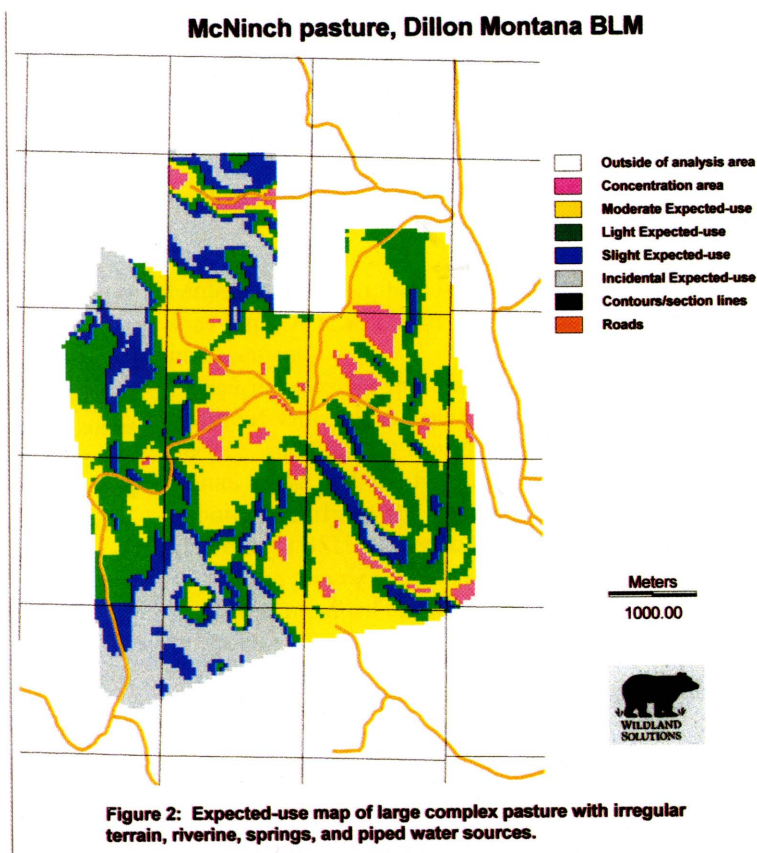 McNinch pasture, Dillon Montana BLM
Outside of analysis area
Concentration area
Moderate Expected-use
Light Expected-use
Slight Expected-use
Incidental Expected-use
Contours/section lines
Roads
Meters
1000.00
WILDLAND
SOLUTIONS
Figure 2: Expected-use map of large complex pasture with irregular
terrain, riverine, springs, and piped water sources.